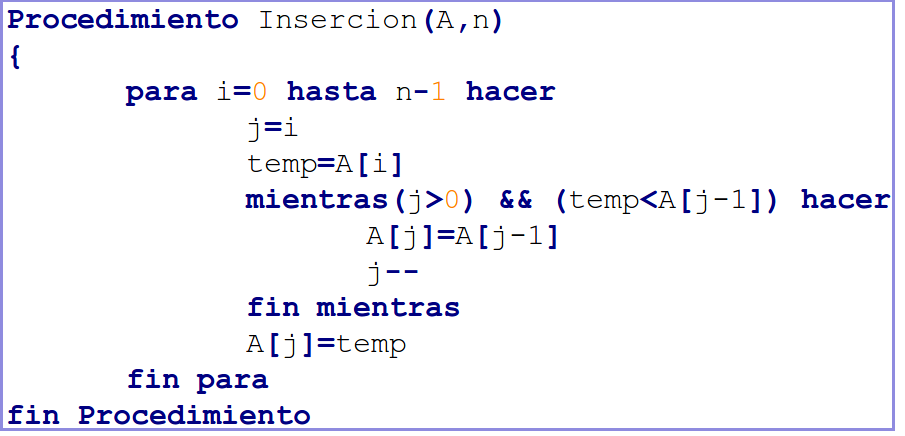 Procedimiento Insercion(A,n)
{
para i=0 hasta n-1 hacer
j=i
temp=A[i]
mientras(j>0) && (temp<A[j-1]) hacer
A[j]=A[j-1]
j--
fin mientras
A[j]=temp
fin para
fin Procedimiento